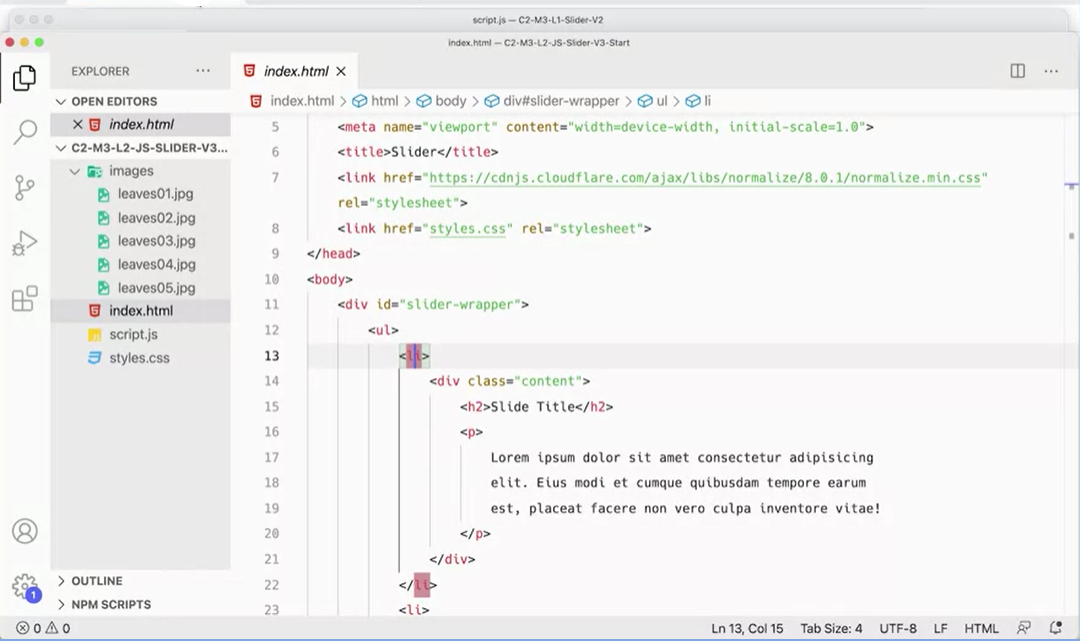 script.js — C2-M3-L1-Slider-V2
index.html — C2-M3-L2-JS-Slider-V3-Start
EXPLORER
index.html
OPEN EDITORS
index.html > html > body > div#slider-wrapper > ul > li
index.html
C2-M3-L2-JS-SLIDER-V3...
images
leaves01.jpg
leaves02.jpg
leaves03.jpg
leaves04.jpg
leaves05.jpg
index.html
script.js
styles.css
OUTLINE
NPM SCRIPTS
5 <meta name="viewport" content="width=device-width, initial-scale=1.0">
6 <title>Slider</title>
7 <link href="https://cdnjs.cloudflare.com/ajax/libs/normalize/8.0.1/normalize.min.css"
rel="stylesheet">
8 <link href="styles.css" rel="stylesheet">
9 </head>
10 <body>
11 <div id="slider-wrapper">
12 <ul>
13 <li>
14 <div class="content">
15 <h2>Slide Title</h2>
16 <p>
17 Lorem ipsum dolor sit amet consectetur adipisicing
18 elit. Eius modi et cumque quibusdam tempore earum
19 est, placeat facere non vero culpa inventore vitae!
20 </p>
21 </div>
22 </li>
23 <li>
1
0 0
Ln 13, Col 15 Tab Size: 4 UTF-8 LF HTML